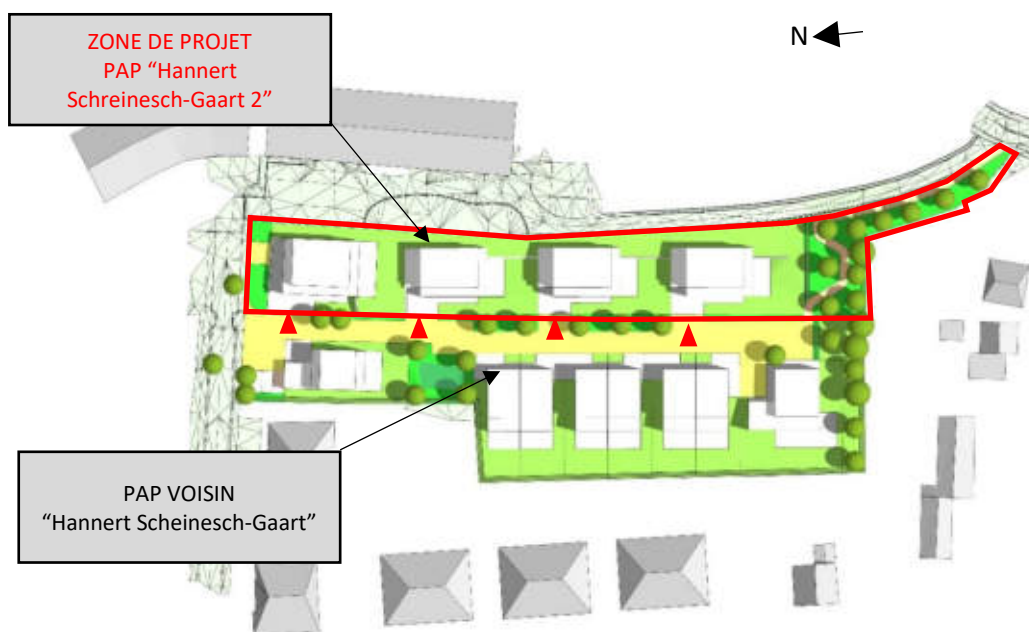 ZONE DE PROJET
PAP “Hannert
Schreinesch-Gaart 2”
N
PAP VOISIN
“Hannert Scheinesch-Gaart”